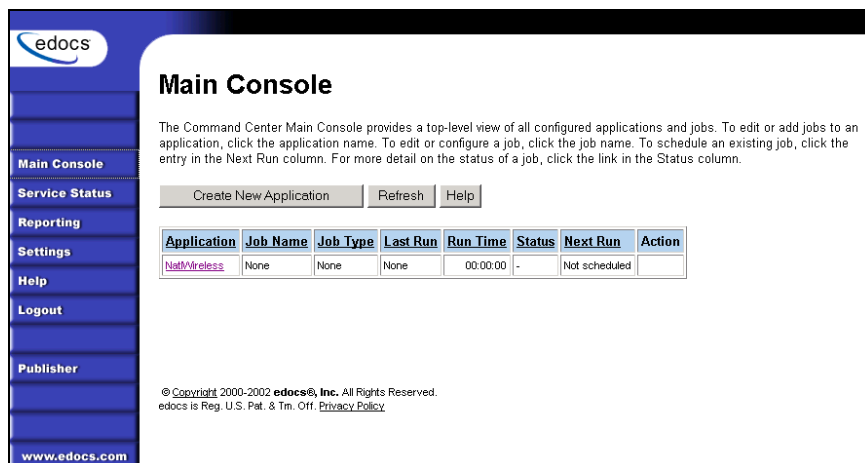 edocs
Main Console
The Command Center Main Console provides a top-level view of all configured applications and jobs. To edit or add jobs to an
application, click the application name. To edit or configure a job, click the job name. To schedule an existing job, click the
entry in the Next Run column. For more detail on the status of a job, click the link in the Status column.
Main Console
Service Status
Reporting
Settings
Help
Logout
Publisher
www.edocs.com
Create New Application Refresh Help
Application Job Name Job Type Last Run Run Time Status Next Run Action
NatlWireless None None None 00:00:00 - Not scheduled
© Copyright 2000-2002 edocs®, Inc. All Rights Reserved.
edocs is Reg. U.S. Pat. & Tm. Off. Privacy Policy